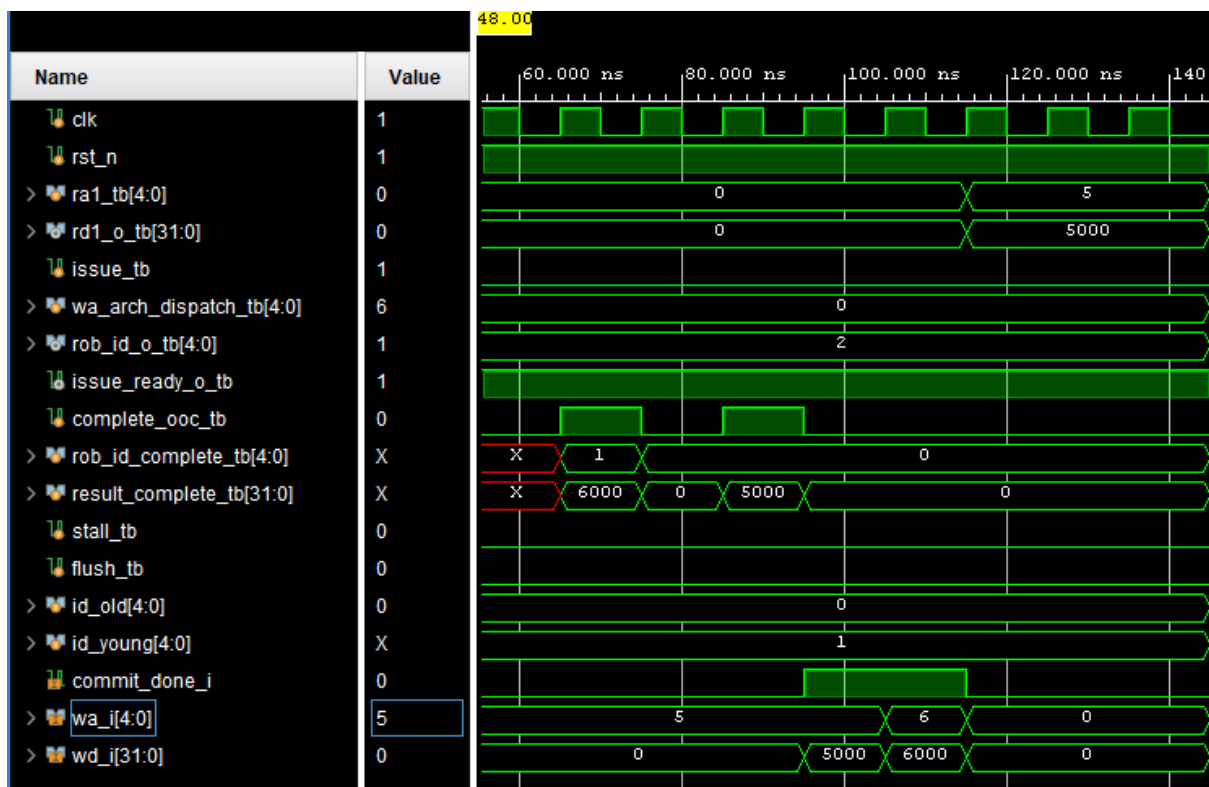 48.00
Name Value 60.000 ns 80.000 ns 100.000 ns 120.000 ns 140
clk 1
rst_n 1
ra1_tb[4:0] 0 0 5
rd1_o_tb[31:0] 0 0 5000
issue_tb 1
wa_arch_dispatch_tb[4:0] 6 0
rob_id_o_tb[4:0] 1 2
issue_ready_o_tb 1
complete_ooc_tb 0
rob_id_complete_tb[4:0] X X 1 0
result_complete_tb[31:0] X X 6000 0 5000 0
stall_tb 0
flush_tb 0
id_old[4:0] 0 0
id_young[4:0] X 1
commit_done_i 0
wa_i[4:0] 5 5 6 0
wd_i[31:0] 0 0 5000 6000 0